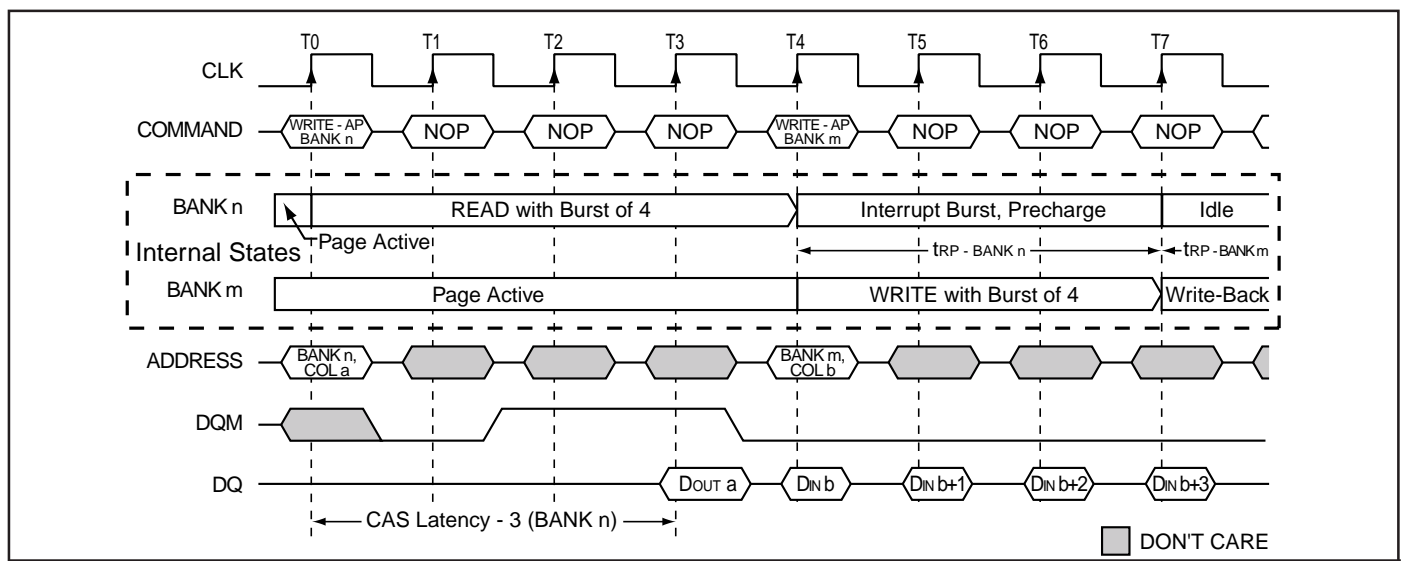 T0 T1 T2 T3 T4 T5 T6 T7
CLK
COMMAND WRITE - AP BANK n NOP NOP NOP WRITE - AP BANK m NOP NOP NOP
BANK n READ with Burst of 4 Interrupt Burst, Precharge Idle
Internal States Page Active tRP - BANK n tRP - BANK m
BANK m Page Active WRITE with Burst of 4 Write-Back
ADDRESS BANK n, COL a BANK m, COL b
DQM
DQ DOUT a DIN b DIN b+1 DIN b+2 DIN b+3
CAS Latency - 3 (BANK n)
DON'T CARE